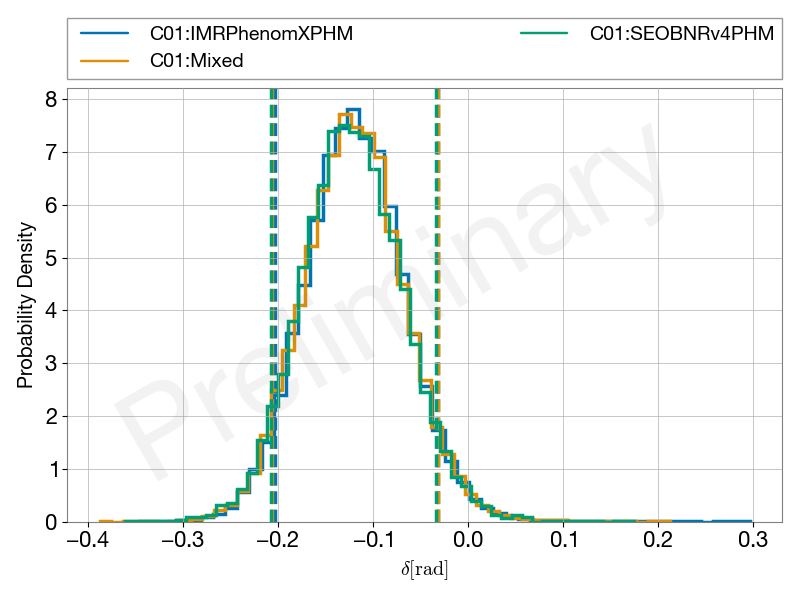 C01:IMRPhenomXPHM
C01:Mixed
C01:SEOBNRv4PHM
Preliminary
Probability Density
8
7
6
5
4
3
2
1
0
−0.4 −0.3 −0.2 −0.1 0.0 0.1 0.2 0.3
δ[rad]